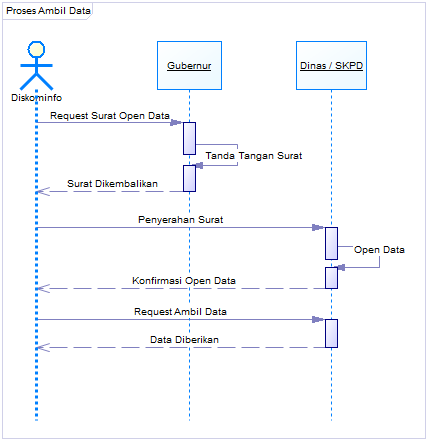 Proses Ambil Data
Gubernur
Dinas / SKPD
Diskominfo
Request Surat Open Data
Tanda Tangan Surat
Surat Dikembalikan
Penyerahan Surat
Open Data
Konfirmasi Open Data
Request Ambil Data
Data Diberikan